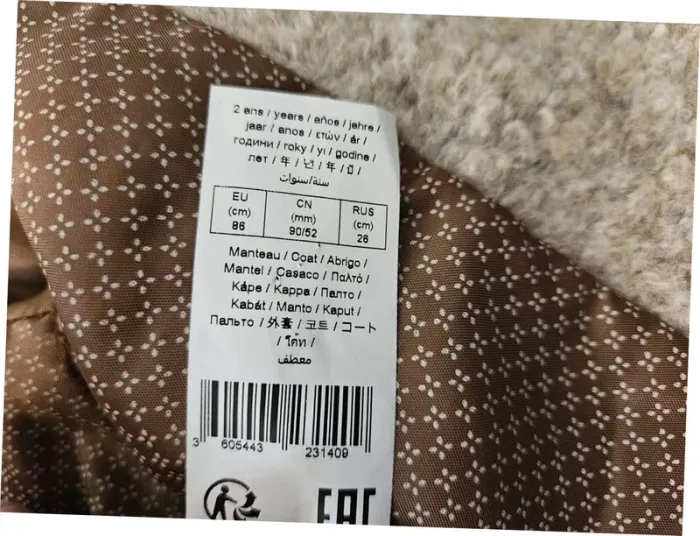 2 ans / years / años / jahre /
jaar / anos / ετών / år /
години / roky / yı / godine /
лет / 年 / 년 / 年 / ปี /
سنة/سنوات
EU (cm) 86
CN (mm) 90/52
RUS (cm) 26
Manteau / Coat / Abrigo /
Mantel / Casaco / Παλτό /
Kåpe / Kappa / Палто /
Kabát / Manto / Kaput /
Пальто / 外套 / 코트 / コート
/ โค้ท /
معطف
3 605443 231409
EAC